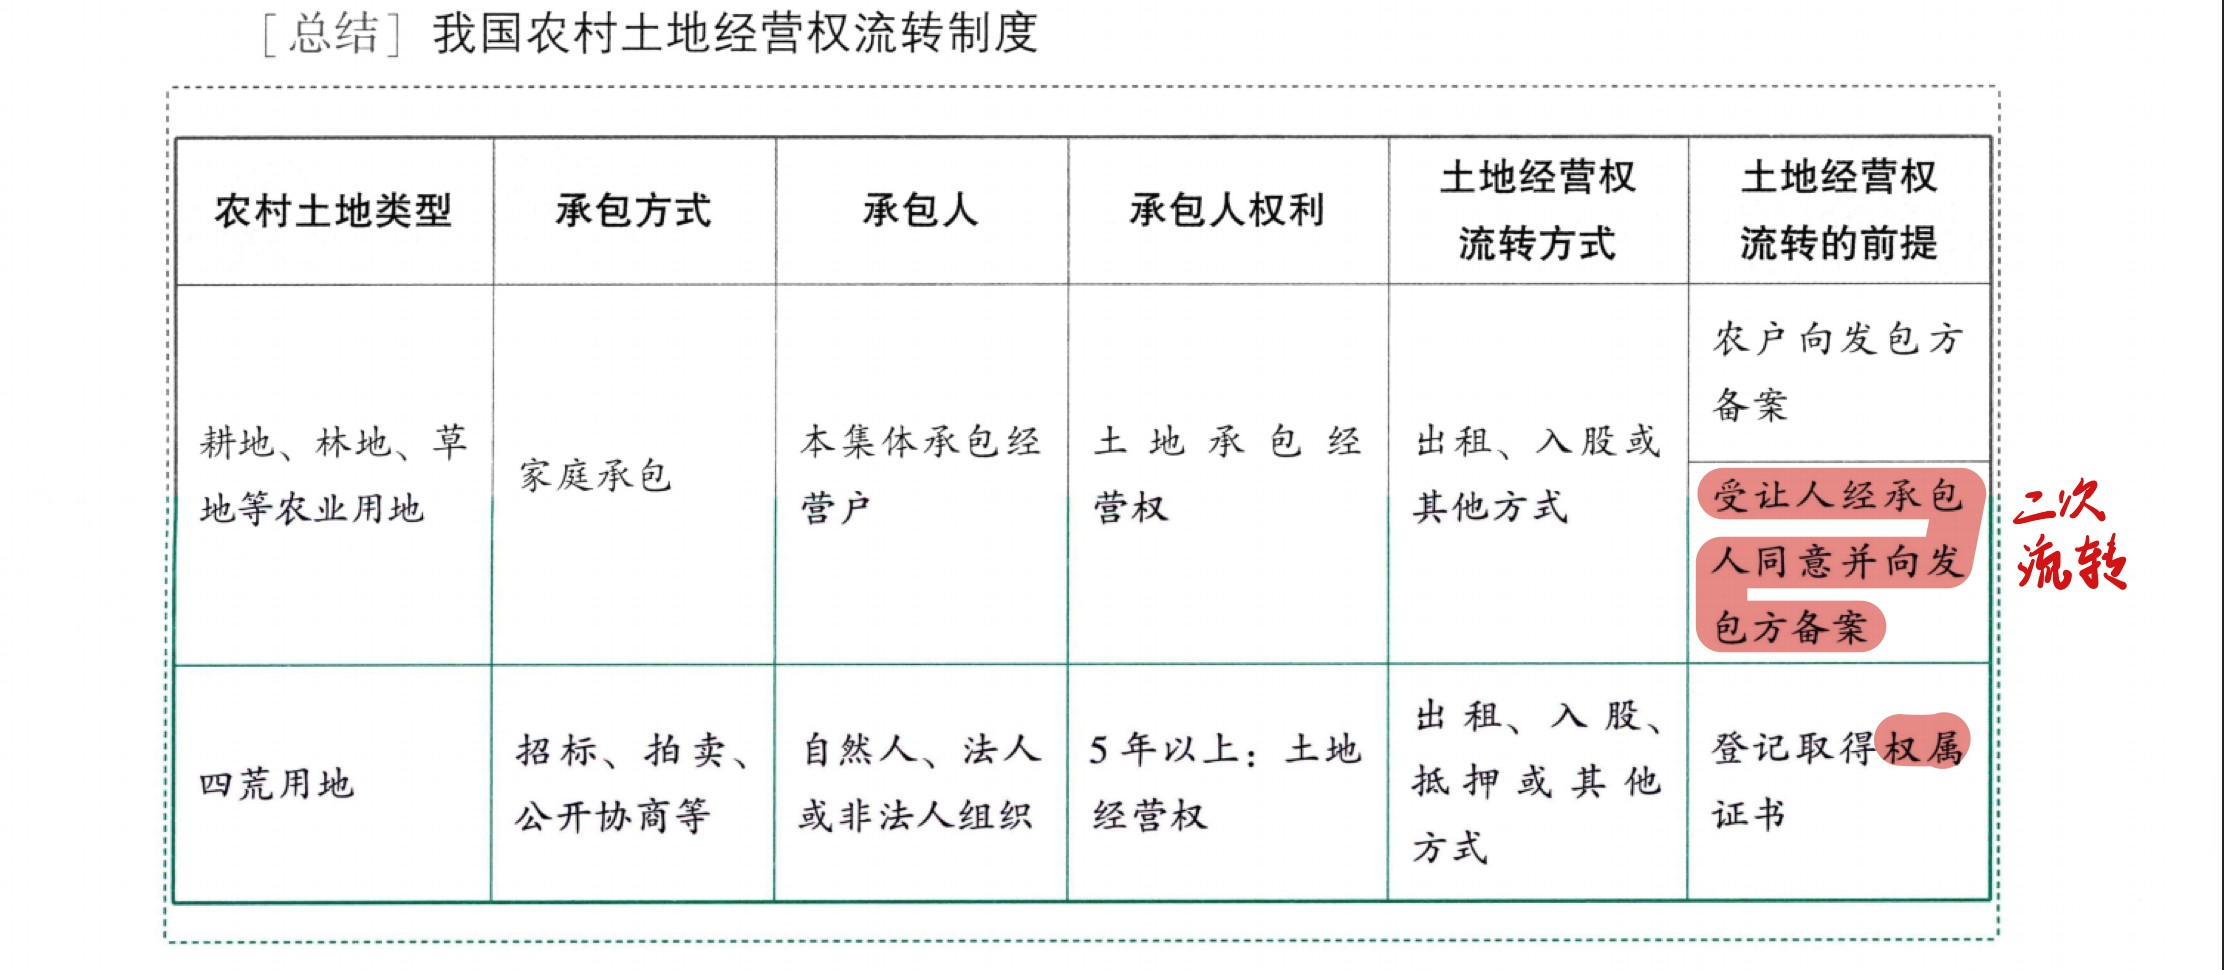 ［总结］ 我国农村土地经营权流转制度
农村土地类型
承包方式
承包人
承包人权利
土地经营权
流转方式
土地经营权
流转的前提
耕地、林地、草
地等农业用地
家庭承包
本集体承包经
营户
土地承包经
营权
出租、入股或
其他方式
农户向发包方
备案
受让人经承包
人同意并向发
包方备案
二次
流转
四荒用地
招标、拍卖、
公开协商等
自然人、法人
或非法人组织
5 年以上：土地
经营权
出租、入股、
抵押或其他
方式
登记取得权属
证书